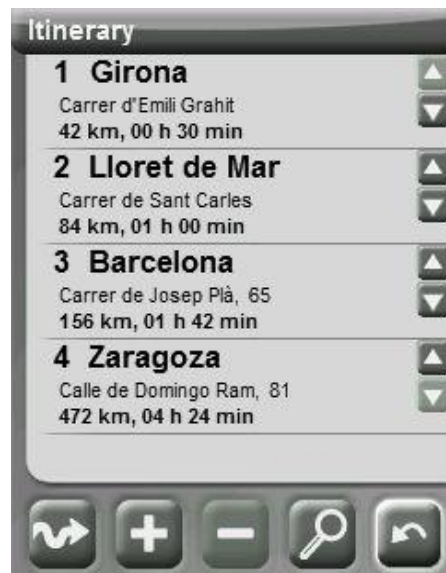 Itinerary
1 Girona
Carrer d'Emili Grahit
42 km, 00 h 30 min
2 Lloret de Mar
Carrer de Sant Carles
84 km, 01 h 00 min
3 Barcelona
Carrer de Josep Plà, 65
156 km, 01 h 42 min
4 Zaragoza
Calle de Domingo Ram, 81
472 km, 04 h 24 min